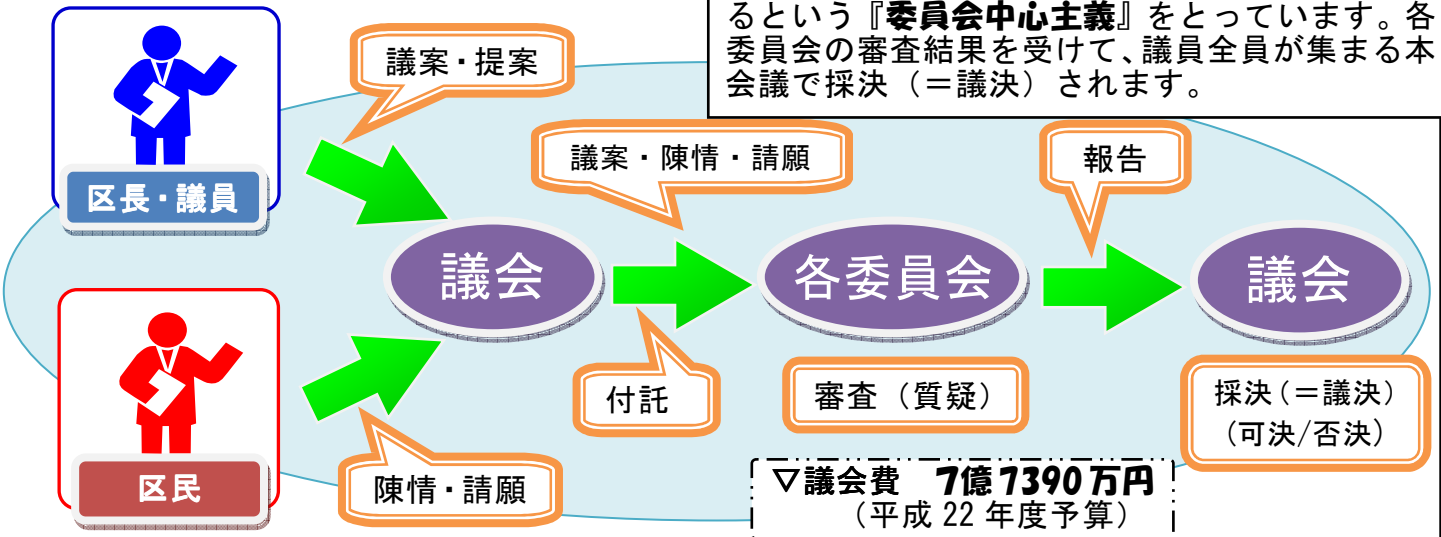 るという『委員会中心主義』をとっています。各
委員会の審査結果を受けて、議員全員が集まる本
会議で採決（＝議決）されます。
議案・提案
区長・議員
議案・陳情・請願
報告
議会
各委員会
議会
付託
審査（質疑）
採決（＝議決）
（可決/否決）
区民
陳情・請願
▽議会費　7億7390万円
（平成22年度予算）